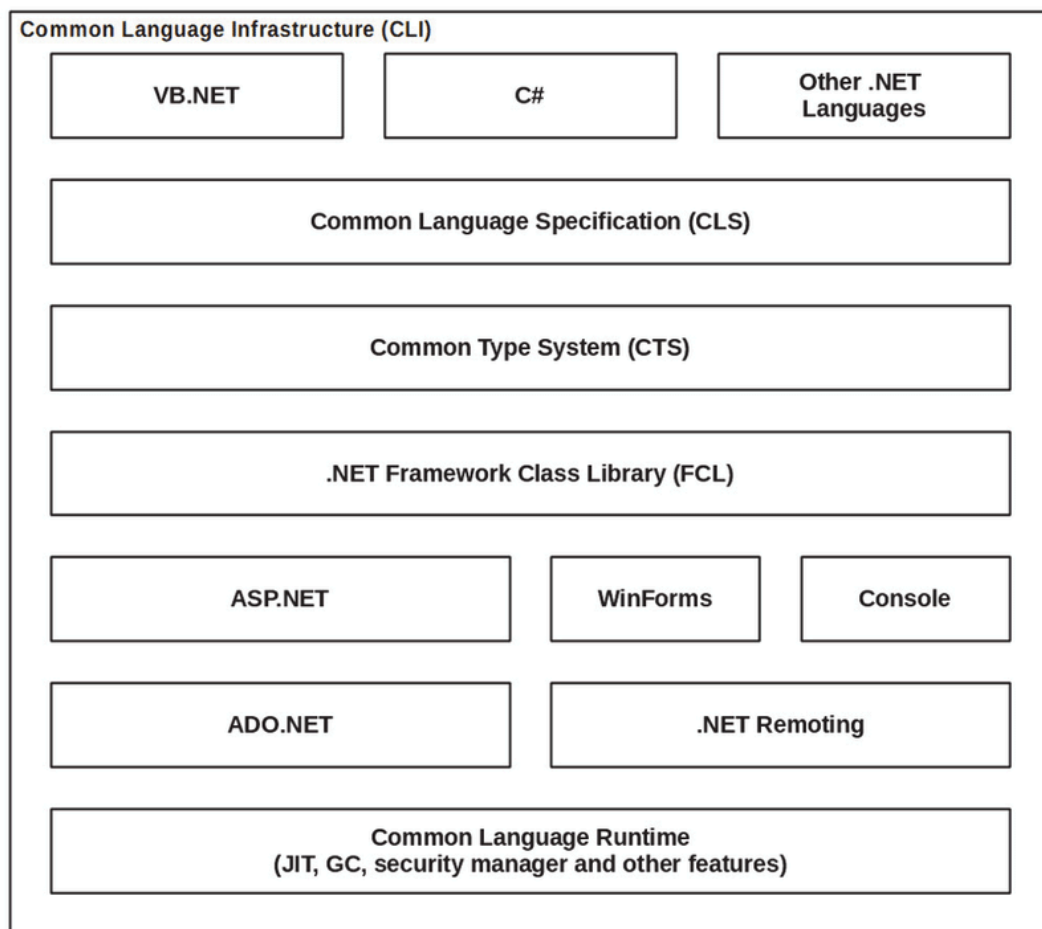 Common Language Infrastructure (CLI)
VB.NET
C#
Other .NET
Languages
Common Language Specification (CLS)
Common Type System (CTS)
.NET Framework Class Library (FCL)
ASP.NET
WinForms
Console
ADO.NET
.NET Remoting
Common Language Runtime
(JIT, GC, security manager and other features)